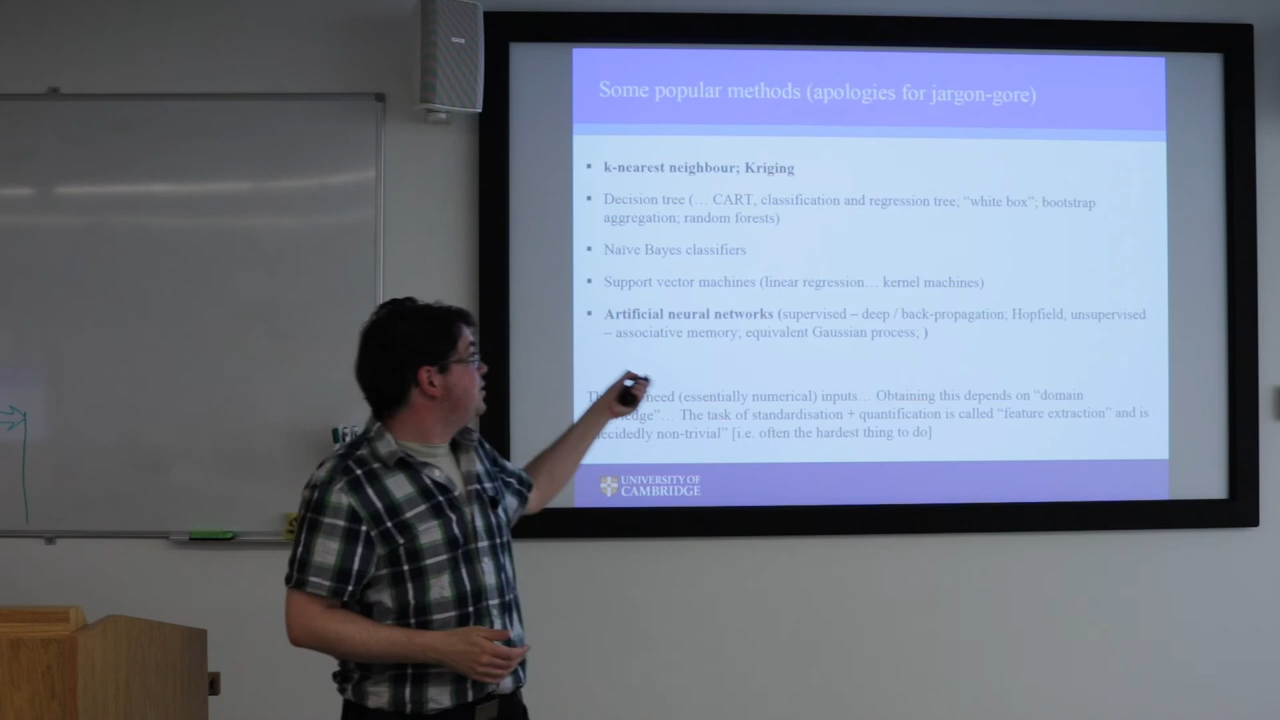 Some popular methods (apologies for jargon-gore)
▪ k-nearest neighbour; Kriging
▪ Decision tree (… CART, classification and regression tree; “white box”; bootstrap
aggregation; random forests)
▪ Naïve Bayes classifiers
▪ Support vector machines (linear regression… kernel machines)
▪ Artificial neural networks (supervised – deep / back-propagation; Hopfield, unsupervised
– associative memory; equivalent Gaussian process; )
need (essentially numerical) inputs… Obtaining this depends on “domain
… The task of standardisation + quantification is called “feature extraction” and is
decidedly non-trivial” [i.e. often the hardest thing to do]
UNIVERSITY OF
CAMBRIDGE